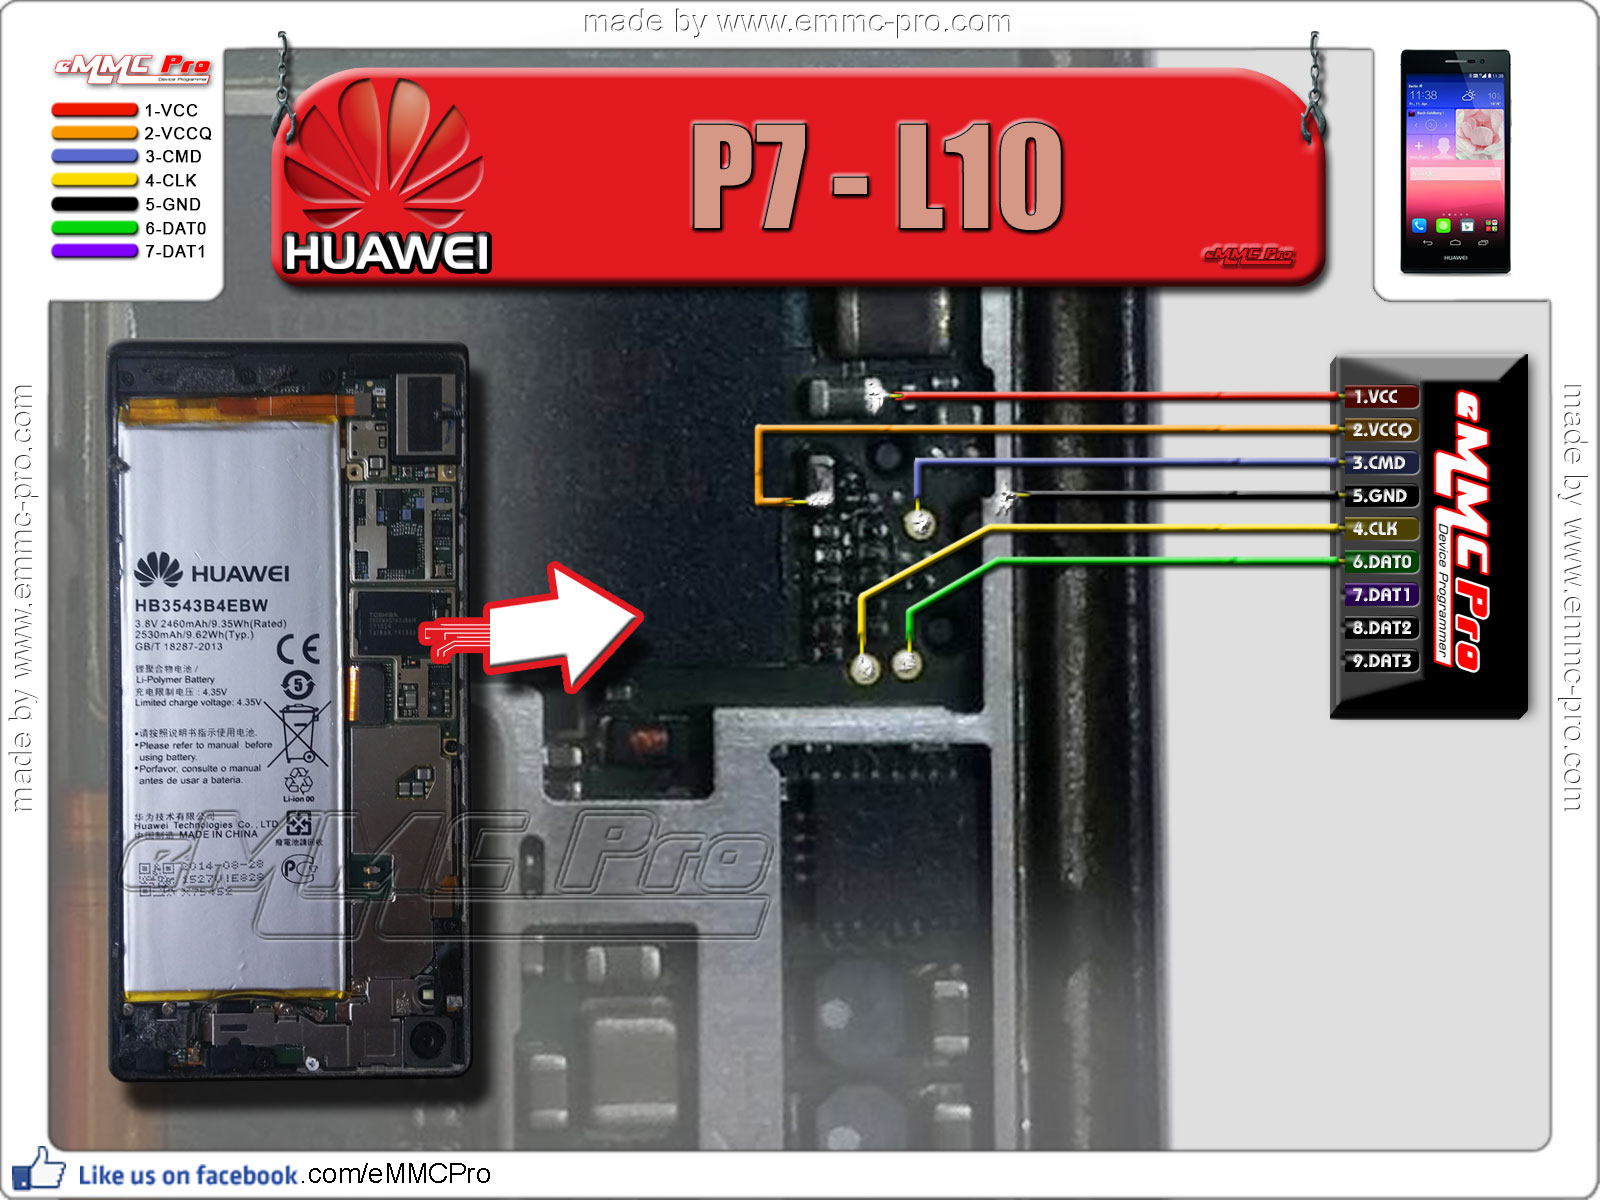 made by www.emmc-pro.com
eMMC Pro
Device Programmer
1-VCC
2-VCCQ
3-CMD
4-CLK
5-GND
6-DAT0
7-DAT1
HUAWEI
P7 - L10
eMMC Pro
11:38
HUAWEI
made by www.emmc-pro.com
HUAWEI
HB3543B4EBW
3.8V 2460mAh/9.35Wh(Rated)
2530mAh/9.62Wh(Typ.)
GB/T 18287-2013
锂聚合物电池 /
Li-Polymer Battery
充电限制电压 : 4.35V
Limited charge voltage: 4.35V
CE
5
•请按照说明书指示使用电池.
•Please refer to manual before
using battery.
•Porfavor, consulte o manual
antes de usar a bateria.
Li-ion 00
华为技术有限公司
Huawei Technologies Co., LTD
中国制造 MADE IN CHINA
廢電池請回收
2014-08-28
TOSHIBA
1.VCC
2.VCCQ
3.CMD
5.GND
4.CLK
6.DAT0
7.DAT1
8.DAT2
9.DAT3
eMMC Pro
Device Programmer
made by www.emmc-pro.com
eMMC Pro
Like us on facebook.com/eMMCPro